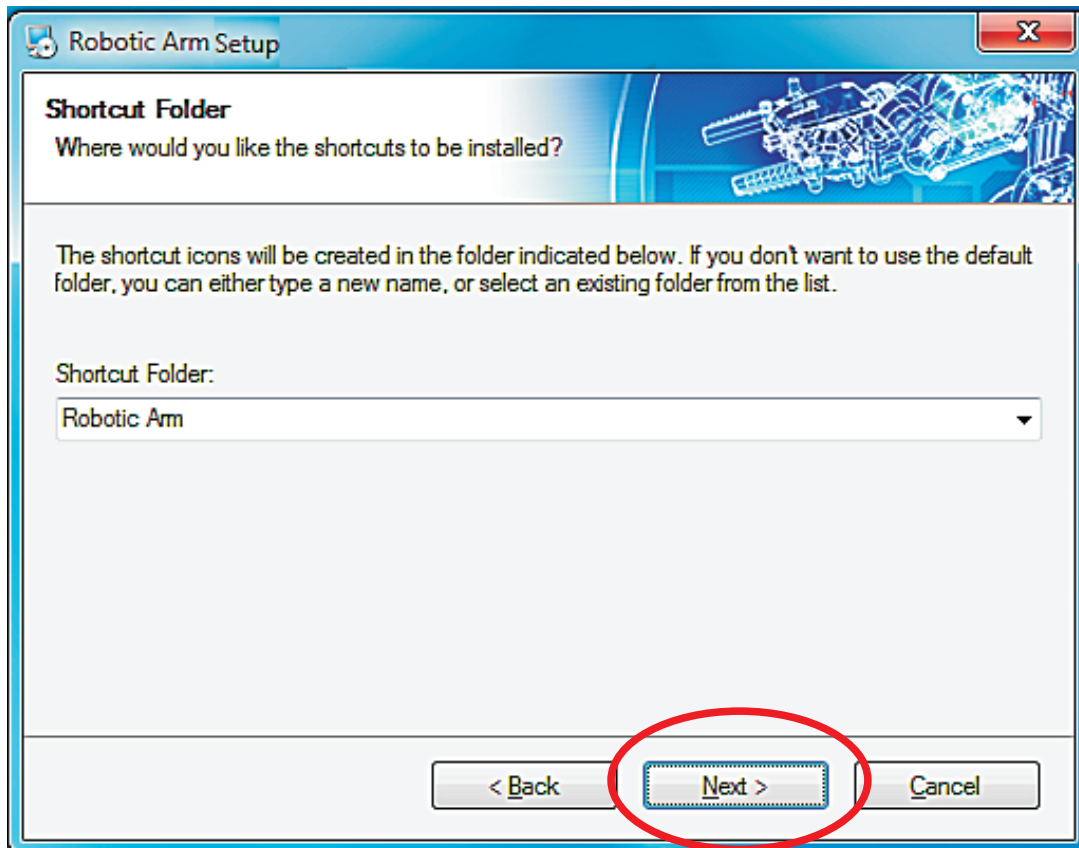 Robotic Arm Setup
x
Shortcut Folder
Where would you like the shortcuts to be installed?
The shortcut icons will be created in the folder indicated below. If you don't want to use the default
folder, you can either type a new name, or select an existing folder from the list.
Shortcut Folder:
Robotic Arm
< Back
Next >
Cancel